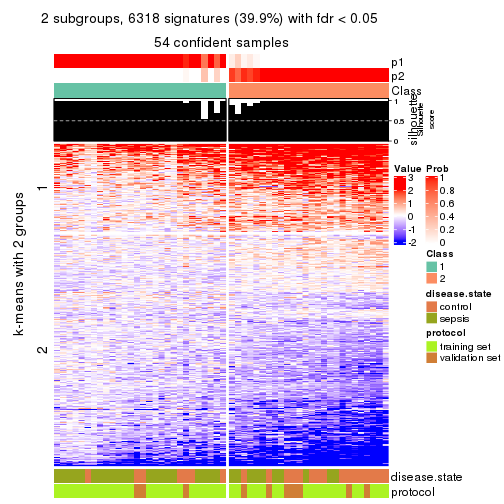 2 subgroups, 6318 signatures (39.9%) with fdr < 0.05
54 confident samples
p1
p2
Class
1
0.5
0
silhouette
Silhouette
score
k-means with 2 groups
1
2
Value
3
2
1
0
-1
-2
Prob
1
0.8
0.6
0.4
0.2
0
Class
1
2
disease.state
control
sepsis
protocol
training set
validation set
disease.state
protocol